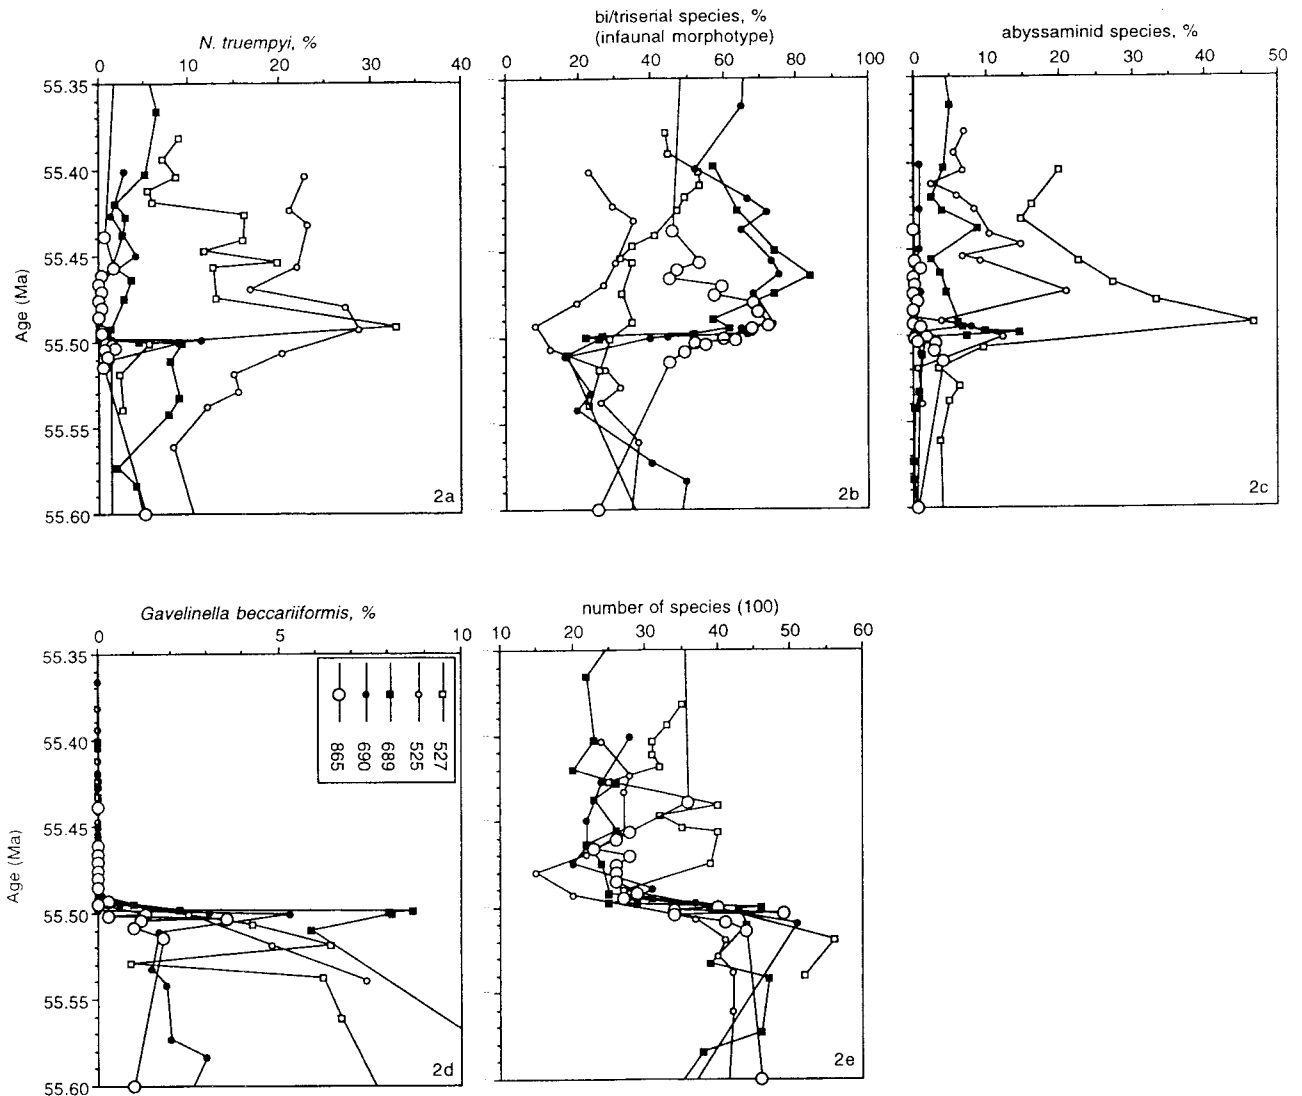 N. truempyi, %
0 10 20 30 40
bi/triserial species, %
(infaunal morphotype)
0 20 40 60 80 100
abyssaminid species, %
0 10 20 30 40 50
Age (Ma)
55.35
55.40
55.45
55.50
55.55
55.60
2a
2b
2c
Gavelinella beccariiformis, %
0 5 10
number of species (100)
10 20 30 40 50 60
Age (Ma)
55.35
55.40
55.45
55.50
55.55
55.60
865
690
689
525
527
2d
2e